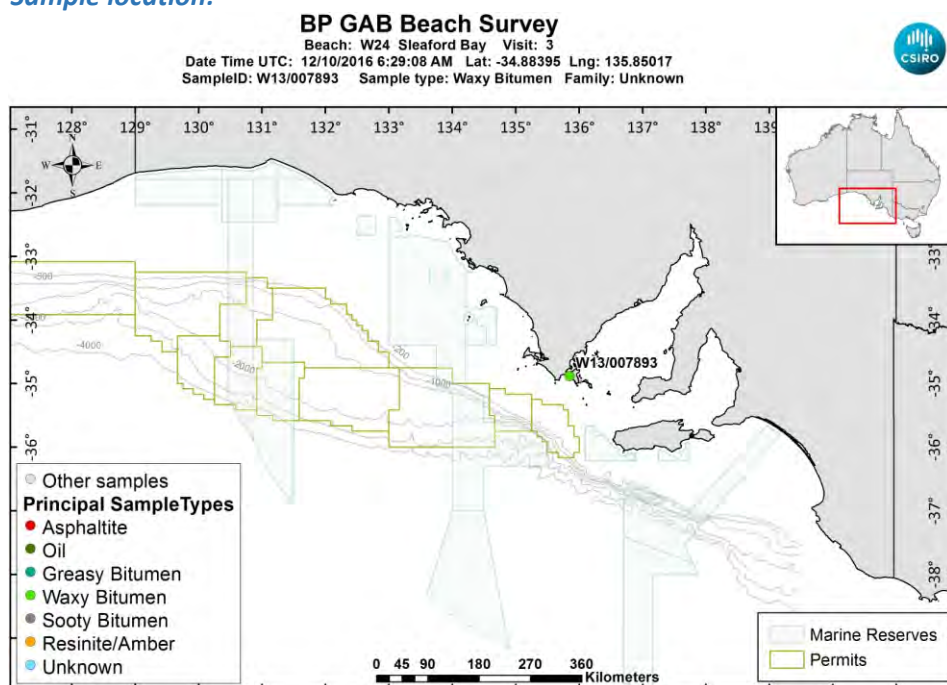 Sample location:
BP GAB Beach Survey
Beach: W24 Sleaford Bay Visit: 3
Date Time UTC: 12/10/2016 6:29:08 AM Lat: -34.88395 Lng: 135.85017
SampleID: W13/007893 Sample type: Waxy Bitumen Family: Unknown
CSIRO
128° 129° 130° 131° 132° 133° 134° 135° 136° 137° 138° 139°
-31°
-32°
-33°
-34°
-35°
-36°
-37°
-38°
-31°
-32°
-33°
-34°
-35°
-36°
-37°
-38°
N
W E
S
-4000
-2000
-200
-1000
W13/007893
Other samples
Principal SampleTypes
Asphaltite
Oil
Greasy Bitumen
Waxy Bitumen
Sooty Bitumen
Resinite/Amber
Unknown
0 45 90 180 270 360
Kilometers
Marine Reserves
Permits